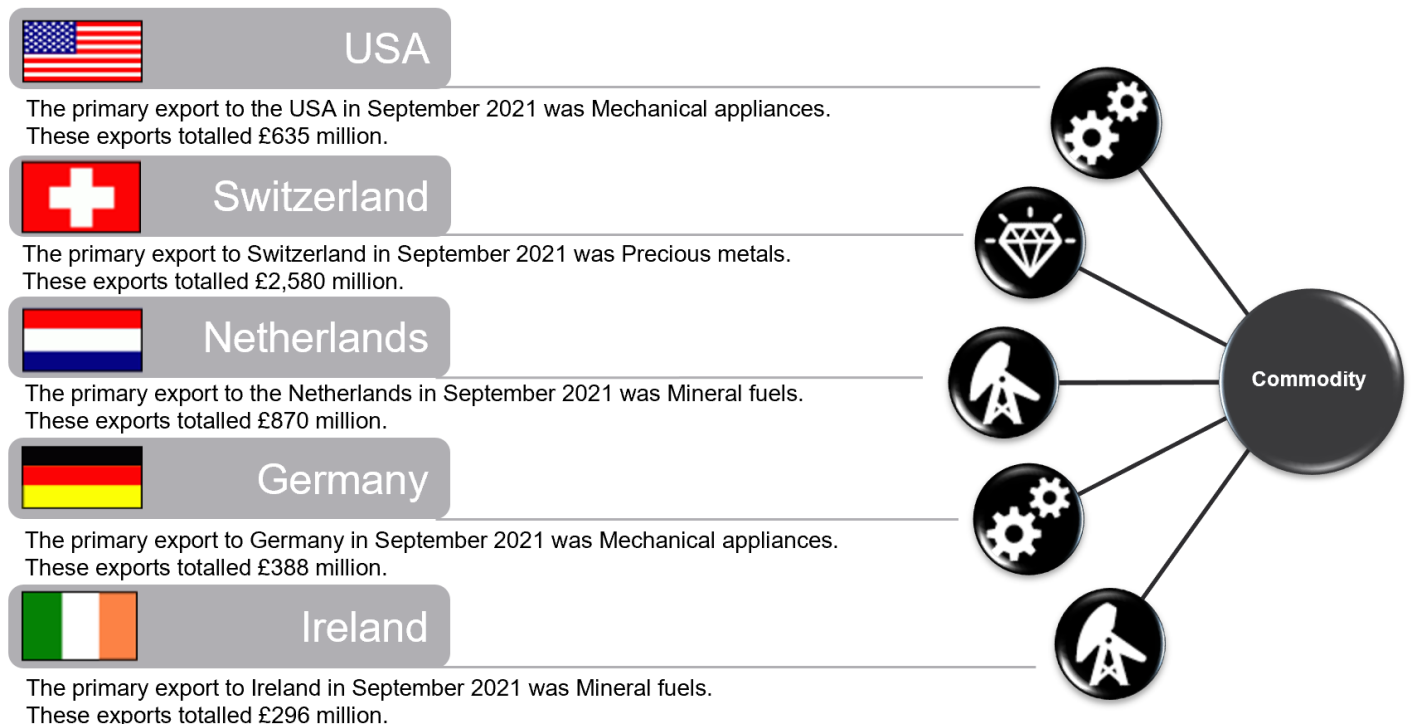 USA
The primary export to the USA in September 2021 was Mechanical appliances.
These exports totalled £635 million.
Switzerland
The primary export to Switzerland in September 2021 was Precious metals.
These exports totalled £2,580 million.
Netherlands
The primary export to the Netherlands in September 2021 was Mineral fuels.
These exports totalled £870 million.
Germany
The primary export to Germany in September 2021 was Mechanical appliances.
These exports totalled £388 million.
Ireland
The primary export to Ireland in September 2021 was Mineral fuels.
These exports totalled £296 million.
Commodity